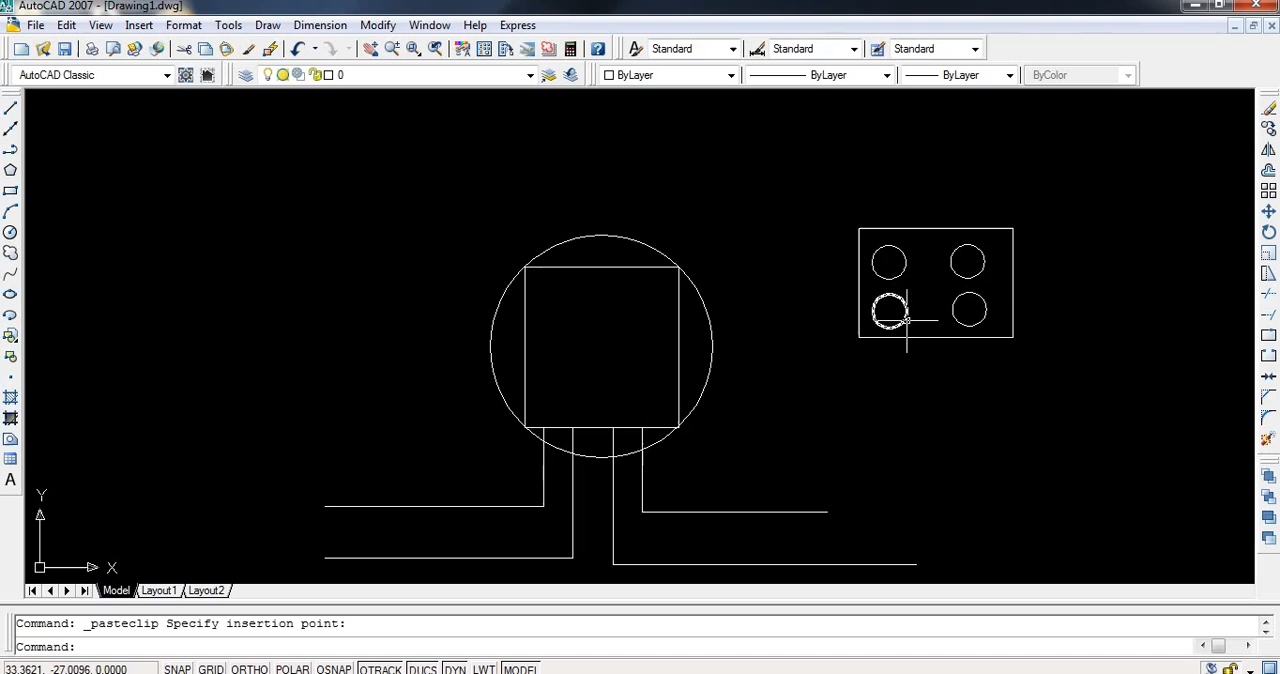 AutoCAD 2007 - [Drawing1.dwg]
File Edit View Insert Format Tools Draw Dimension Modify Window Help Express
Standard Standard Standard
AutoCAD Classic 0 ByLayer ByLayer ByLayer ByColor
A
Y
X
Model Layout1 Layout2
Command: _pasteclip Specify insertion point:
Command:
33.3621, -27.0096, 0.0000 SNAP GRID ORTHO POLAR OSNAP OTRACK DUCS DYN LWT MODEL